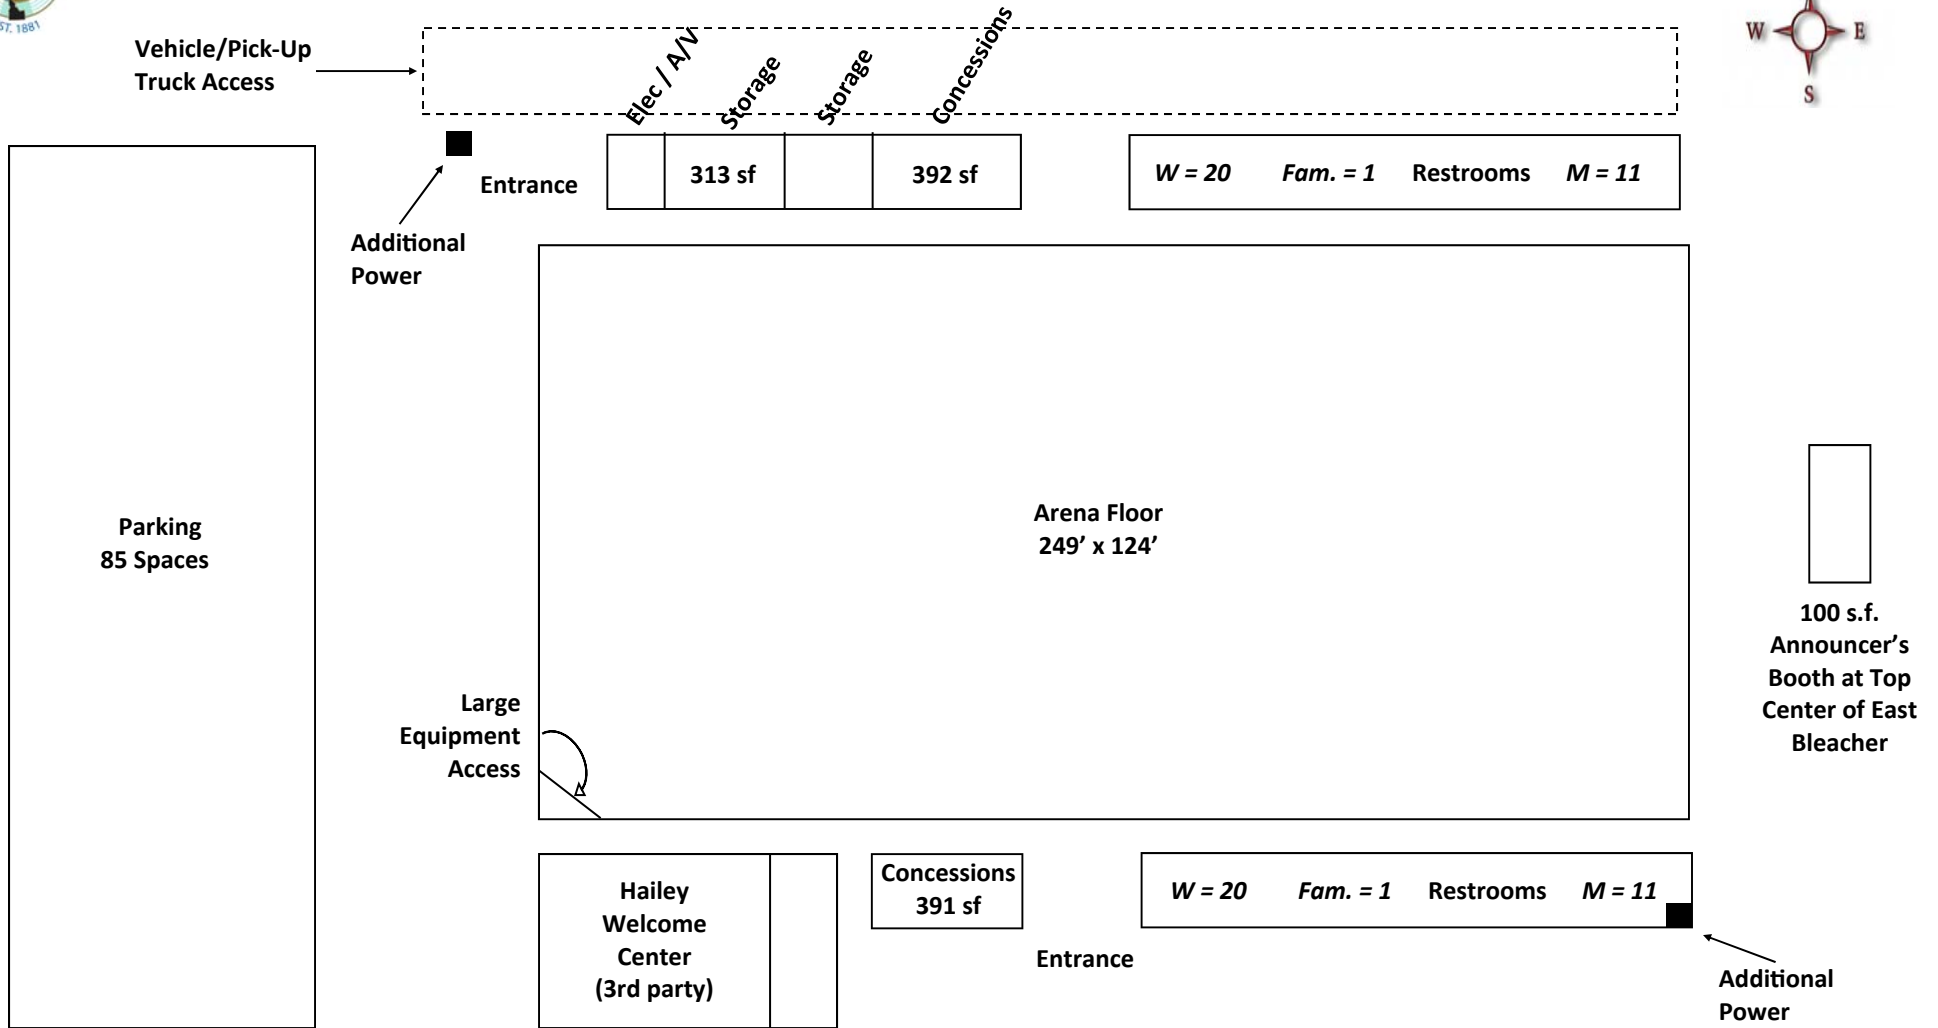 EST. 1881
Vehicle/Pick-Up
Truck Access
Elec / A/V
Storage
Storage
Concessions
W
E
S
Entrance
313 sf
392 sf
W = 20 Fam. = 1 Restrooms M = 11
Additional
Power
Parking
85 Spaces
Arena Floor
249’ x 124’
100 s.f.
Announcer’s
Booth at Top
Center of East
Bleacher
Large
Equipment
Access
Hailey
Welcome
Center
(3rd party)
Concessions
391 sf
Entrance
W = 20 Fam. = 1 Restrooms M = 11
Additional
Power